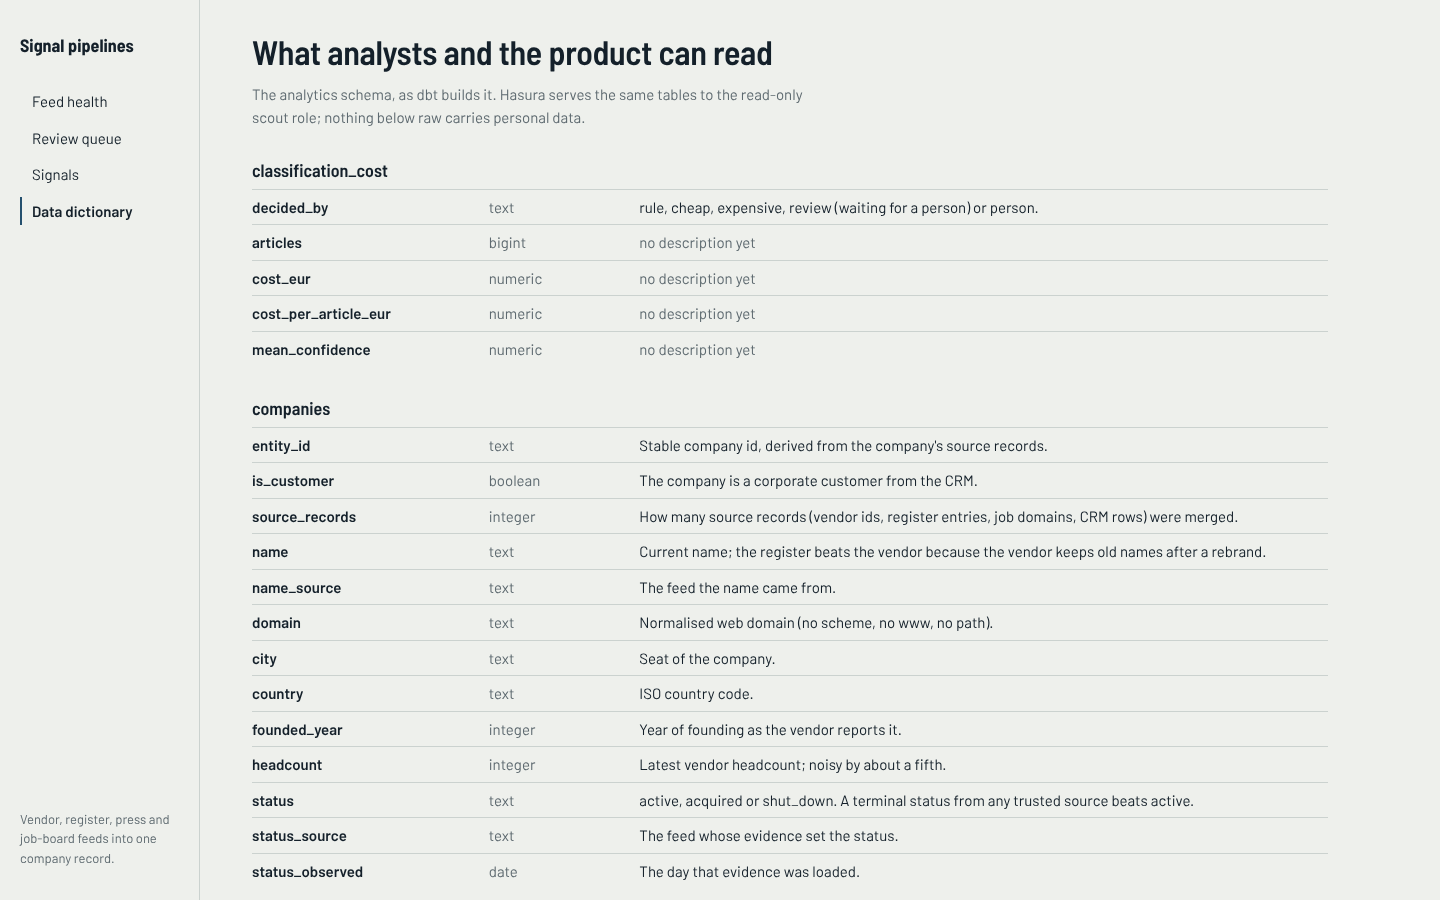 Signal pipelines
Feed health
Review queue
Signals
Data dictionary
Vendor, register, press and
job-board feeds into one
company record.
What analysts and the product can read
The analytics schema, as dbt builds it. Hasura serves the same tables to the read-only
scout role; nothing below raw carries personal data.
classification_cost
decided_by text rule, cheap, expensive, review (waiting for a person) or person.
articles bigint no description yet
cost_eur numeric no description yet
cost_per_article_eur numeric no description yet
mean_confidence numeric no description yet
companies
entity_id text Stable company id, derived from the company's source records.
is_customer boolean The company is a corporate customer from the CRM.
source_records integer How many source records (vendor ids, register entries, job domains, CRM rows) were merged.
name text Current name; the register beats the vendor because the vendor keeps old names after a rebrand.
name_source text The feed the name came from.
domain text Normalised web domain (no scheme, no www, no path).
city text Seat of the company.
country text ISO country code.
founded_year integer Year of founding as the vendor reports it.
headcount integer Latest vendor headcount; noisy by about a fifth.
status text active, acquired or shut_down. A terminal status from any trusted source beats active.
status_source text The feed whose evidence set the status.
status_observed date The day that evidence was loaded.